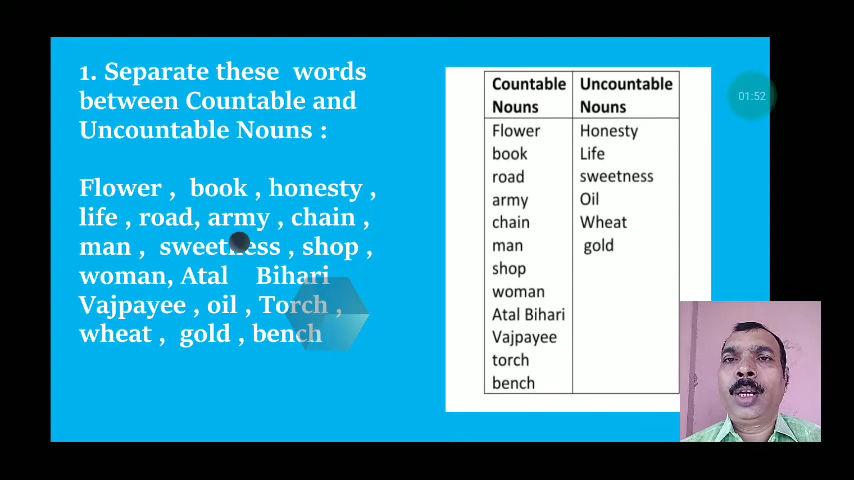 1. Separate these words
between Countable and
Uncountable Nouns :
Flower , book , honesty ,
life , road, army , chain ,
man , sweetness , shop ,
woman, Atal Bihari
Vajpayee , oil , Torch ,
wheat , gold , bench
Countable Nouns
Uncountable Nouns
Flower
book
road
army
chain
man
shop
woman
Atal Bihari
Vajpayee
torch
bench
Honesty
Life
sweetness
Oil
Wheat
gold
01:52